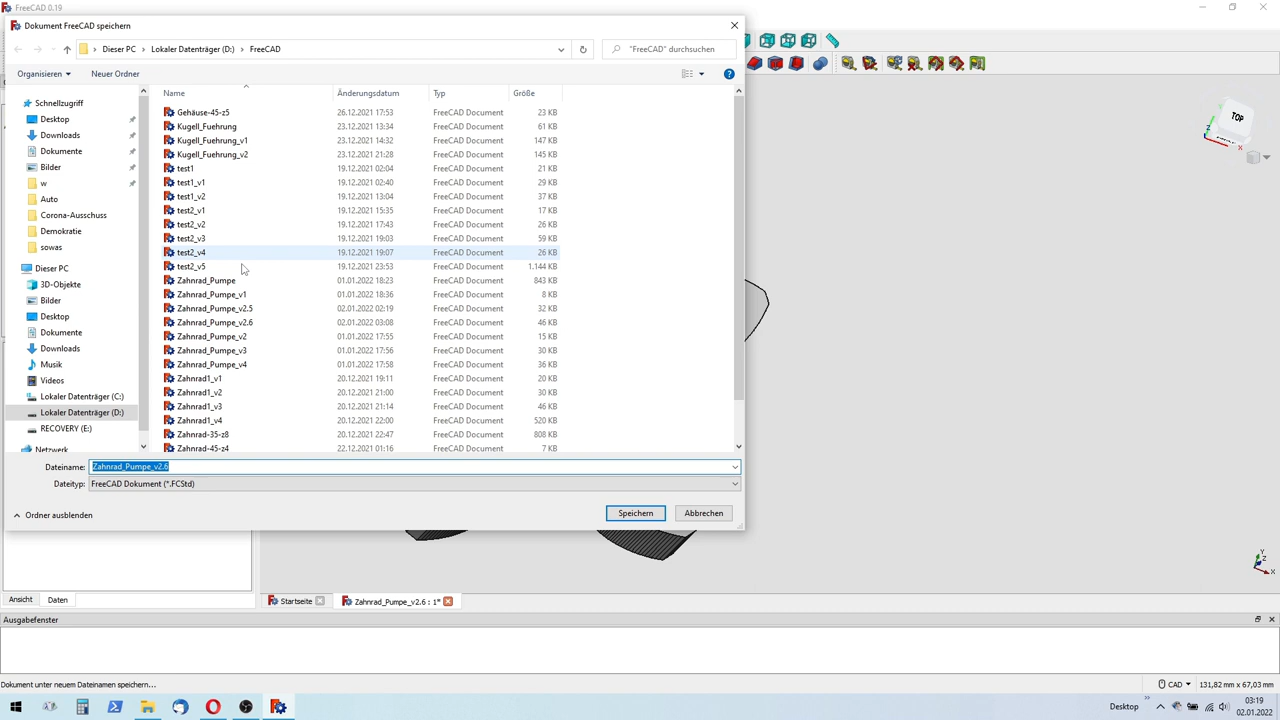 FreeCAD 0.19
Dokument FreeCAD speichern
Dieser PC > Lokaler Datenträger (D:) > FreeCAD
"FreeCAD" durchsuchen
Organisieren
Neuer Ordner
Name Änderungsdatum Typ Größe
Schnellzugriff
Desktop
Downloads
Dokumente
Bilder
w
Auto
Corona-Ausschuss
Demokratie
sowas
Dieser PC
3D-Objekte
Bilder
Desktop
Dokumente
Downloads
Musik
Videos
Lokaler Datenträger (C:)
Lokaler Datenträger (D:)
RECOVERY (E:)
Netzwerk
Gehäuse-45-z5 26.12.2021 17:53 FreeCAD Document 23 KB
Kugell_Fuehrung 23.12.2021 13:34 FreeCAD Document 61 KB
Kugell_Fuehrung_v1 23.12.2021 14:32 FreeCAD Document 147 KB
Kugell_Fuehrung_v2 23.12.2021 21:28 FreeCAD Document 145 KB
test1 19.12.2021 02:04 FreeCAD Document 21 KB
test1_v1 19.12.2021 02:40 FreeCAD Document 29 KB
test1_v2 19.12.2021 13:04 FreeCAD Document 37 KB
test2_v1 19.12.2021 15:35 FreeCAD Document 17 KB
test2_v2 19.12.2021 17:43 FreeCAD Document 26 KB
test2_v3 19.12.2021 19:03 FreeCAD Document 59 KB
test2_v4 19.12.2021 19:07 FreeCAD Document 26 KB
test2_v5 19.12.2021 23:53 FreeCAD Document 1.144 KB
Zahnrad_Pumpe 01.01.2022 18:23 FreeCAD Document 843 KB
Zahnrad_Pumpe_v1 01.01.2022 18:36 FreeCAD Document 8 KB
Zahnrad_Pumpe_v2.5 02.01.2022 02:19 FreeCAD Document 32 KB
Zahnrad_Pumpe_v2.6 02.01.2022 03:08 FreeCAD Document 46 KB
Zahnrad_Pumpe_v2 01.01.2022 17:55 FreeCAD Document 15 KB
Zahnrad_Pumpe_v3 01.01.2022 17:56 FreeCAD Document 30 KB
Zahnrad_Pumpe_v4 01.01.2022 17:58 FreeCAD Document 36 KB
Zahnrad1_v1 20.12.2021 19:11 FreeCAD Document 20 KB
Zahnrad1_v2 20.12.2021 21:00 FreeCAD Document 30 KB
Zahnrad1_v3 20.12.2021 21:14 FreeCAD Document 46 KB
Zahnrad1_v4 20.12.2021 22:00 FreeCAD Document 520 KB
Zahnrad-35-z8 20.12.2021 22:47 FreeCAD Document 808 KB
Zahnrad-45-z4 22.12.2021 01:16 FreeCAD Document 7 KB
Dateiname: Zahnrad_Pumpe_v2.6
Dateityp: FreeCAD Dokument (*.FCStd)
Ordner ausblenden
Speichern
Abbrechen
TOP
Z
X
Y
Z
X
Ansicht
Daten
Startseite
Zahnrad_Pumpe_v2.6 : 1*
Ausgabefenster
Dokument unter neuem Dateinamen speichern...
CAD
131,82 mm x 67,03 mm
Desktop
03:19
02.01.2022